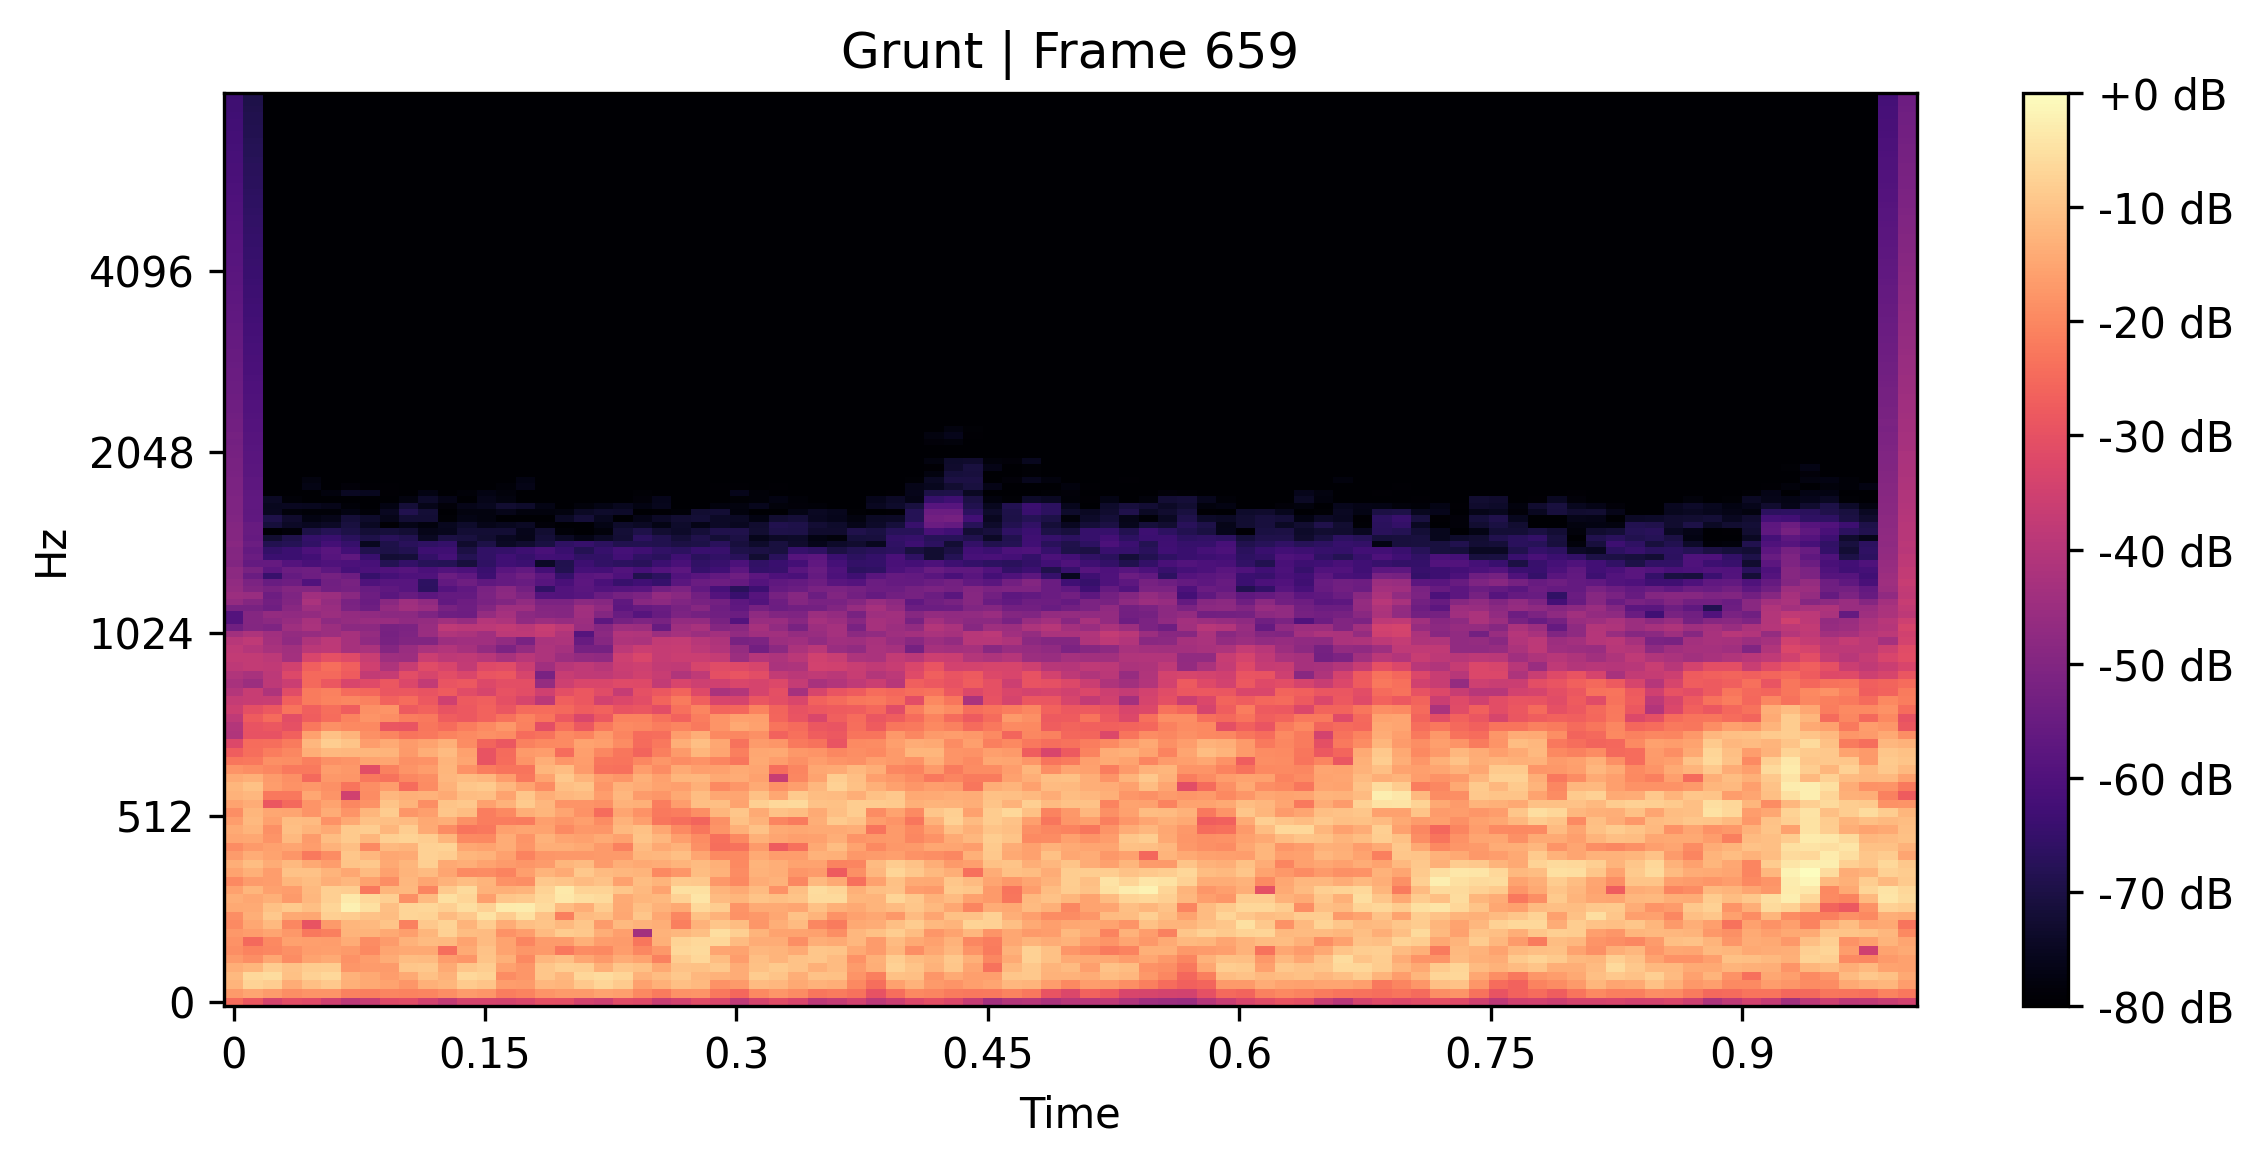 Grunt | Frame 659
+0 dB
-10 dB
-20 dB
-30 dB
-40 dB
-50 dB
-60 dB
-70 dB
-80 dB
Hz
4096
2048
1024
512
0
0 0.15 0.3 0.45 0.6 0.75 0.9
Time